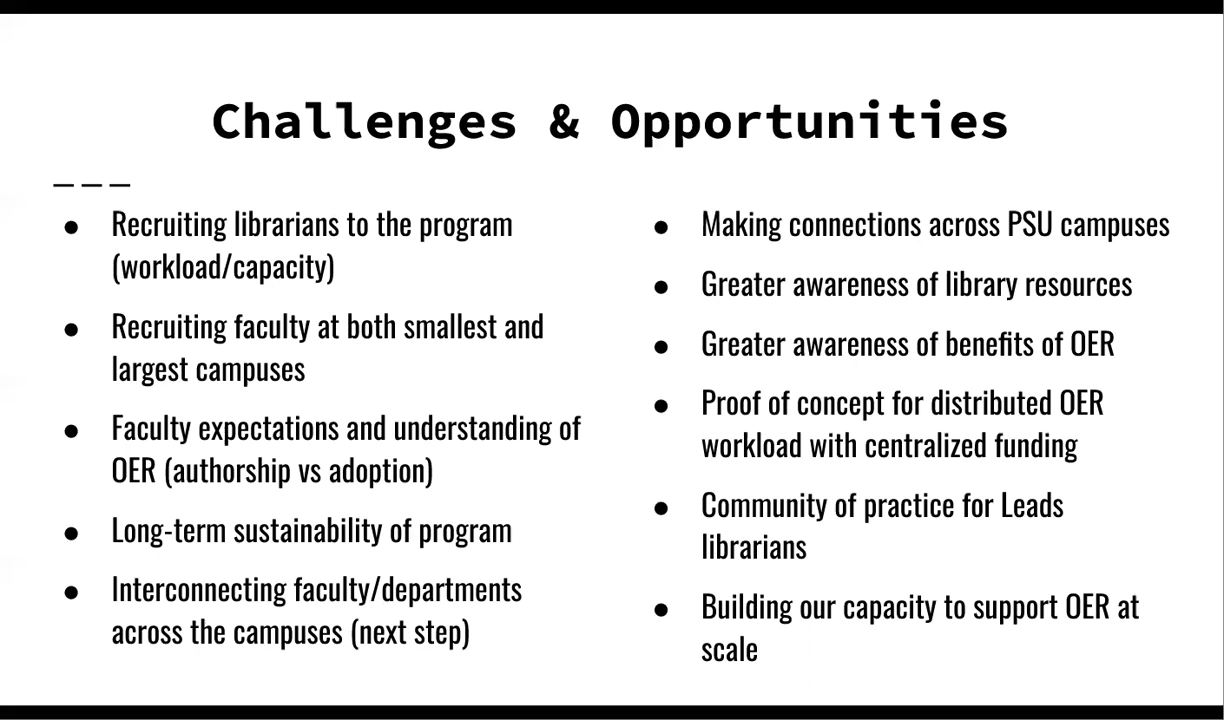 Challenges & Opportunities
● Recruiting librarians to the program
(workload/capacity)
● Recruiting faculty at both smallest and
largest campuses
● Faculty expectations and understanding of
OER (authorship vs adoption)
● Long-term sustainability of program
● Interconnecting faculty/departments
across the campuses (next step)
● Making connections across PSU campuses
● Greater awareness of library resources
● Greater awareness of benefits of OER
● Proof of concept for distributed OER
workload with centralized funding
● Community of practice for Leads
librarians
● Building our capacity to support OER at
scale